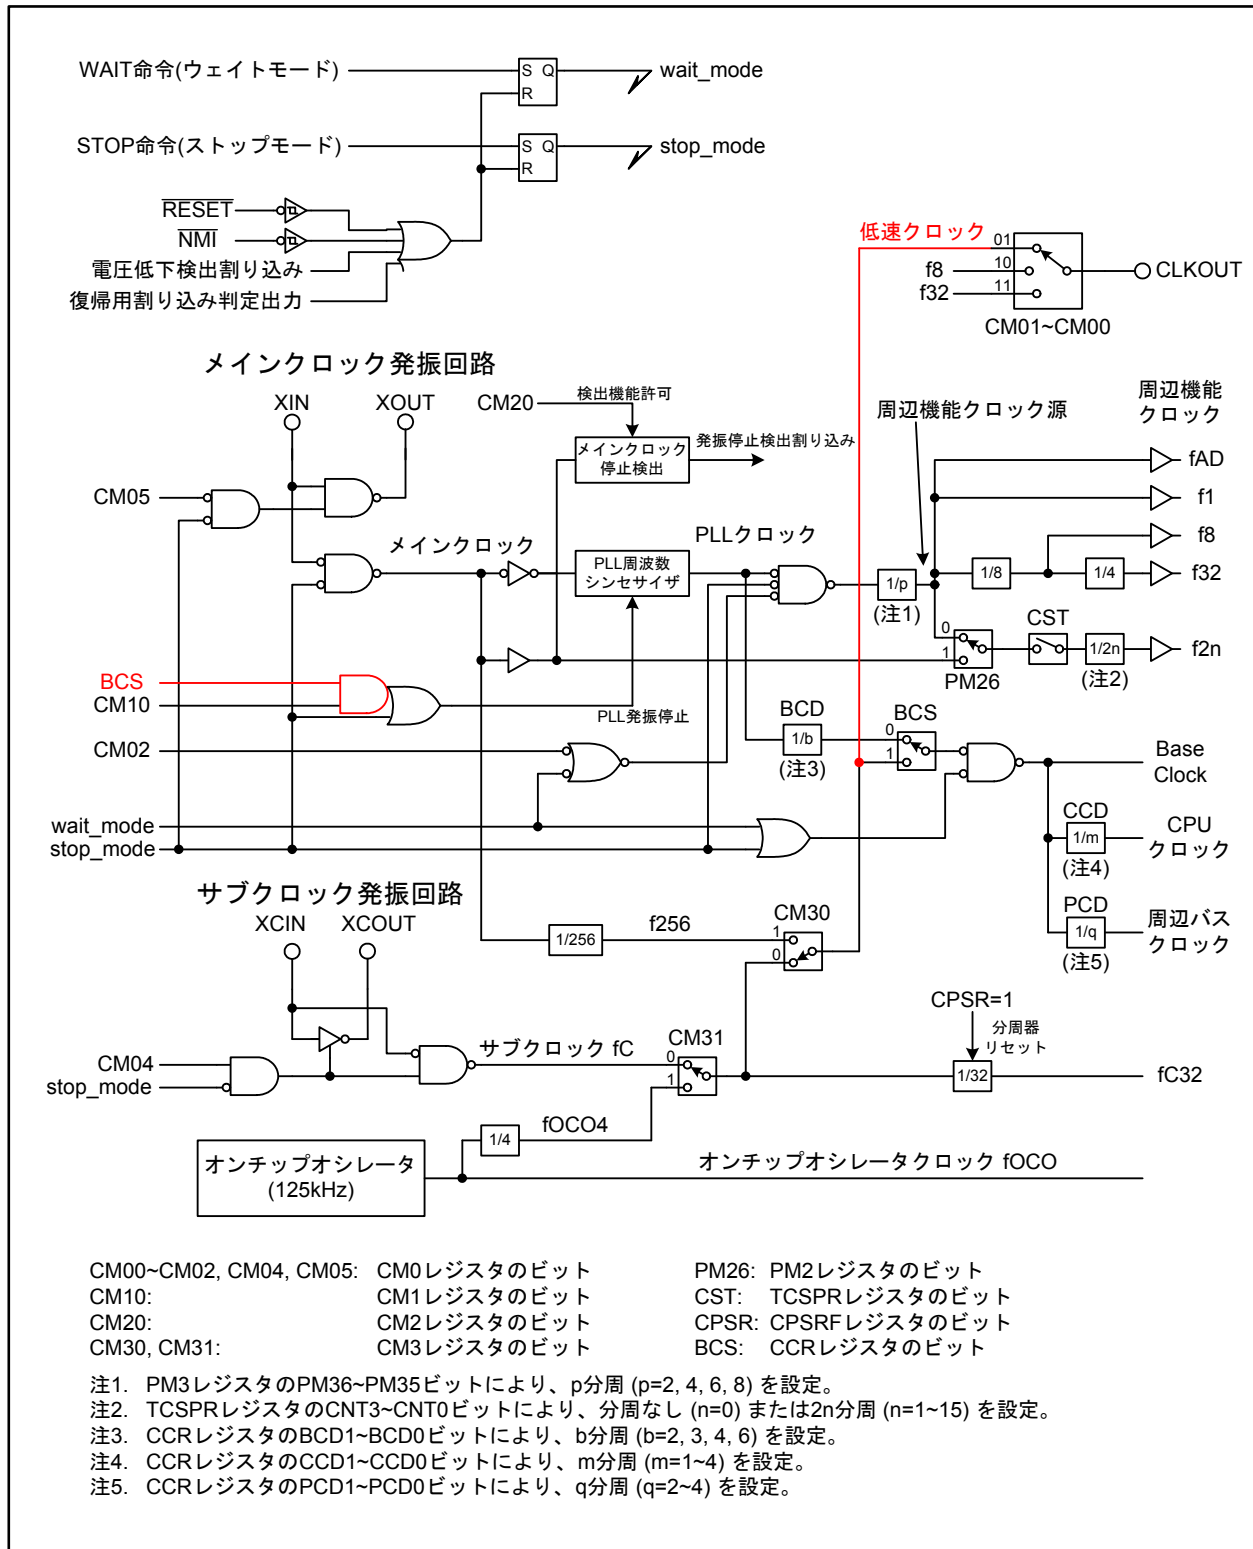 WAIT命令(ウェイトモード)
S Q
R
wait_mode
STOP命令(ストップモード)
S Q
R
stop_mode
RESET
NMI
電圧低下検出割り込み
復帰用割り込み判定出力
低速クロック
01
f8
10
f32
11
CLKOUT
CM01~CM00
メインクロック発振回路
XIN
XOUT
CM20
検出機能許可
メインクロック
停止検出
発振停止検出割り込み
周辺機能クロック源
周辺機能
クロック
fAD
f1
f8
f32
f2n
CM05
メインクロック
PLL周波数
シンセサイザ
PLLクロック
1/p
(注1)
1/8
1/4
0
1
PM26
CST
1/2n
(注2)
BCS
CM10
PLL発振停止
CM02
BCD
1/b
(注3)
BCS
0
1
Base
Clock
wait_mode
stop_mode
CCD
1/m
(注4)
CPU
クロック
PCD
1/q
(注5)
周辺バス
クロック
サブクロック発振回路
XCIN
XCOUT
1/256
f256
CM30
1
0
CPSR=1
分周器
リセット
CM04
stop_mode
サブクロック fC
CM31
0
1
1/32
fC32
1/4
fOCO4
オンチップオシレータ
(125kHz)
オンチップオシレータクロック fOCO
CM00~CM02, CM04, CM05: CM0レジスタのビット
PM26: PM2レジスタのビット
CM10: CM1レジスタのビット
CST: TCSPRレジスタのビット
CM20: CM2レジスタのビット
CPSR: CPSRFレジスタのビット
CM30, CM31: CM3レジスタのビット
BCS: CCRレジスタのビット
注1. PM3レジスタのPM36~PM35ビットにより、p分周 (p=2, 4, 6, 8) を設定。
注2. TCSPRレジスタのCNT3~CNT0ビットにより、分周なし (n=0) または2n分周 (n=1~15) を設定。
注3. CCRレジスタのBCD1~BCD0ビットにより、b分周 (b=2, 3, 4, 6) を設定。
注4. CCRレジスタのCCD1~CCD0ビットにより、m分周 (m=1~4) を設定。
注5. CCRレジスタのPCD1~PCD0ビットにより、q分周 (q=2~4) を設定。